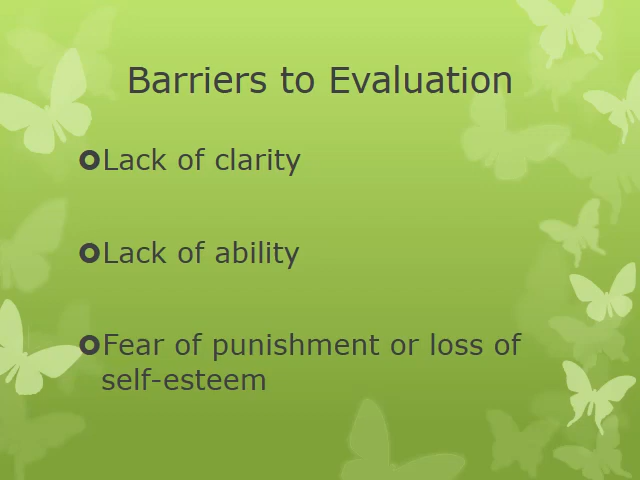 Barriers to Evaluation
Lack of clarity
Lack of ability
Fear of punishment or loss of
self-esteem